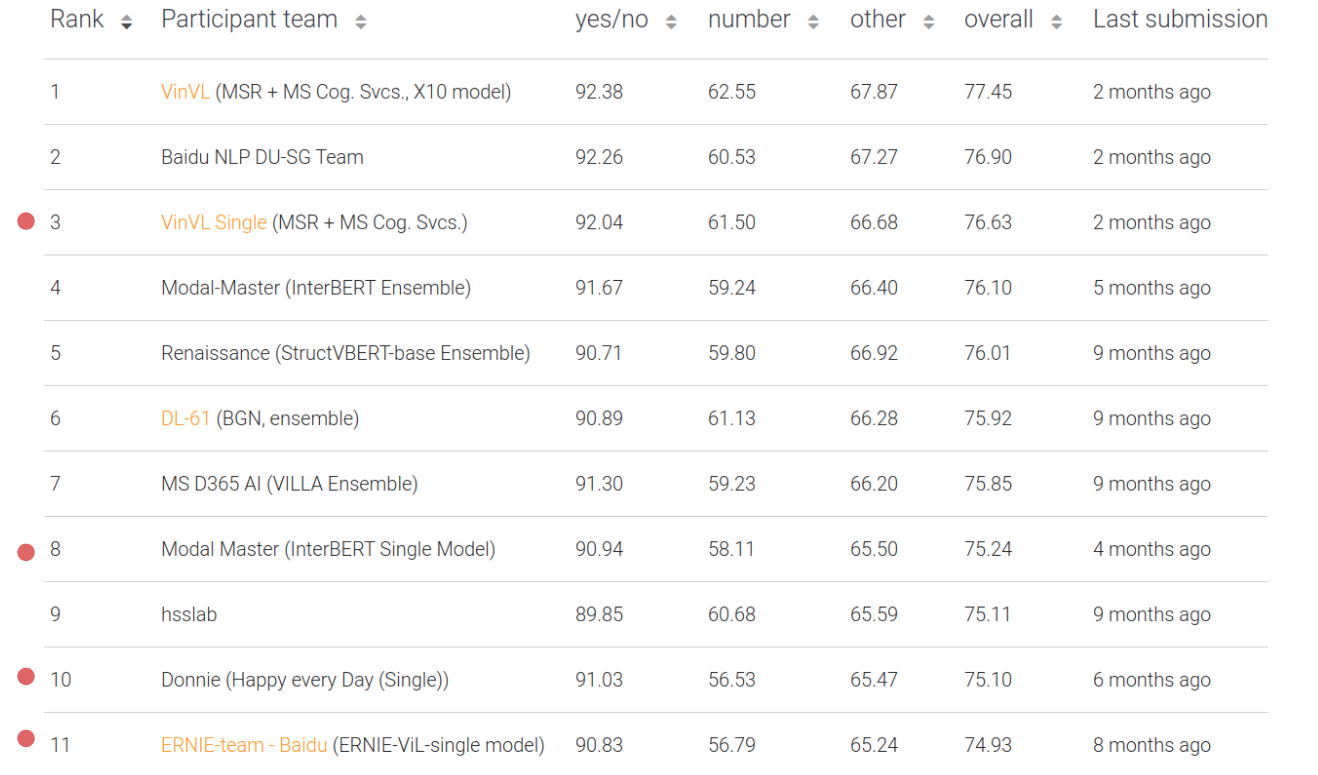 Rank Participant team yes/no number other overall Last submission
1 VinVL (MSR + MS Cog. Svcs., X10 model) 92.38 62.55 67.87 77.45 2 months ago
2 Baidu NLP DU-SG Team 92.26 60.53 67.27 76.90 2 months ago
3 VinVL Single (MSR + MS Cog. Svcs.) 92.04 61.50 66.68 76.63 2 months ago
4 Modal-Master (InterBERT Ensemble) 91.67 59.24 66.40 76.10 5 months ago
5 Renaissance (StructVBERT-base Ensemble) 90.71 59.80 66.92 76.01 9 months ago
6 DL-61 (BGN, ensemble) 90.89 61.13 66.28 75.92 9 months ago
7 MS D365 AI (VILLA Ensemble) 91.30 59.23 66.20 75.85 9 months ago
8 Modal Master (InterBERT Single Model) 90.94 58.11 65.50 75.24 4 months ago
9 hsslab 89.85 60.68 65.59 75.11 9 months ago
10 Donnie (Happy every Day (Single)) 91.03 56.53 65.47 75.10 6 months ago
11 ERNIE-team - Baidu (ERNIE-ViL-single model) 90.83 56.79 65.24 74.93 8 months ago